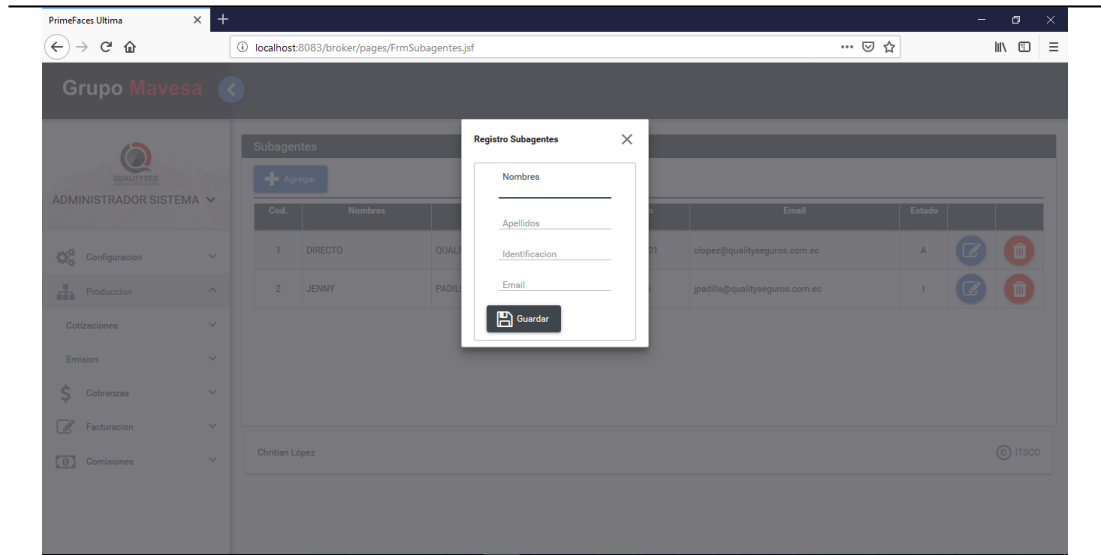 PrimeFaces Ultima
localhost:8083/broker/pages/FrmSubagentes.jsf
Grupo Mavesa
QUALITYSEG
ADMINISTRADOR SISTEMA
Configuracion
Produccion
Cotizaciones
Emision
Cobranzas
Facturacion
Comisiones
Subagentes
Agregar
Cod. Nombres n Email Estado
1 DIRECTO QUALI 01 clopez@qualityseguros.com.ec A
2 JENNY PADIL jpadilla@qualityseguros.com.ec I
Registro Subagentes
Nombres
Apellidos
Identificacion
Email
Guardar
Chritian López
ITSCO